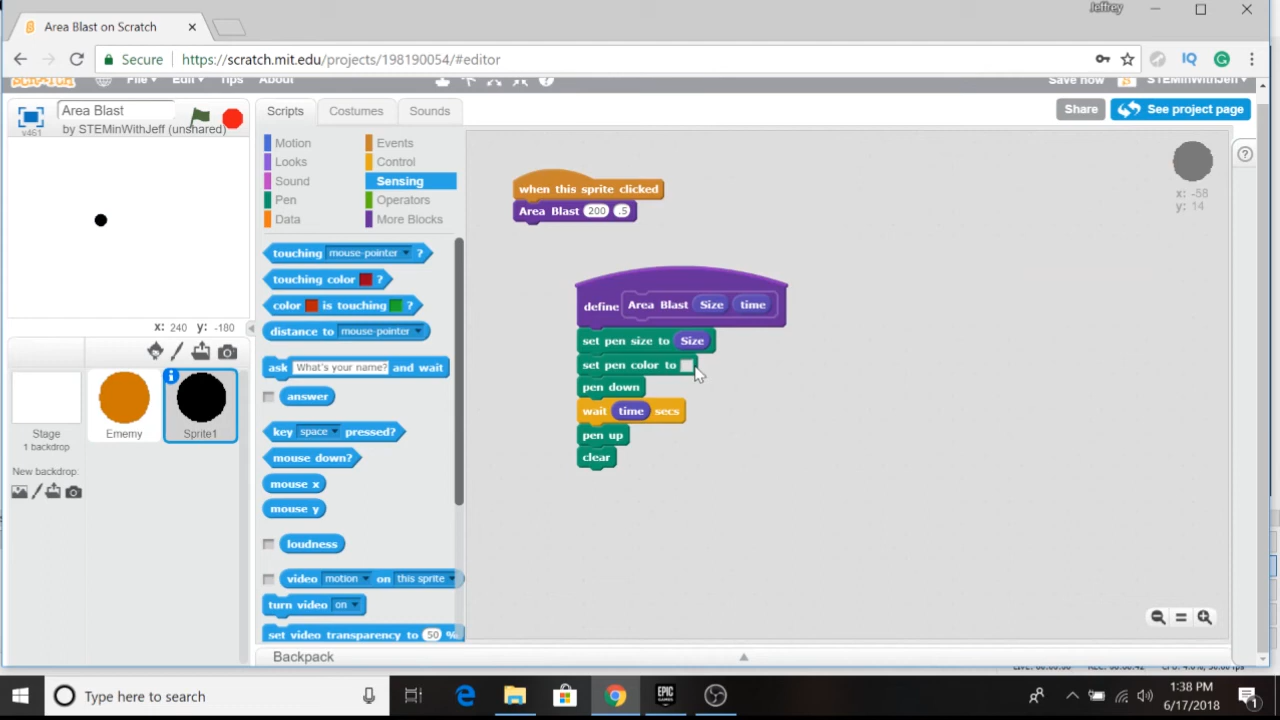 Jeffrey
Area Blast on Scratch
Secure https://scratch.mit.edu/projects/198190054/#editor
IQ
G
SCRATCH File Edit Tips About Save now STEMinWithJeff
Area Blast
by STEMinWithJeff (unshared)
v461
Scripts Costumes Sounds
Share See project page
Motion Events
Looks Control
Sound Sensing
Pen Operators
Data More Blocks
touching mouse-pointer ?
touching color ?
color is touching ?
distance to mouse-pointer
ask What's your name? and wait
answer
key space pressed?
mouse down?
mouse x
mouse y
loudness
video motion on this sprite
turn video on
set video transparency to 50 %
x: 240 y: -180
Ememy
Sprite1
Stage
1 backdrop
New backdrop:
when this sprite clicked
Area Blast 200 .5
define Area Blast Size time
set pen size to Size
set pen color to
pen down
wait time secs
pen up
clear
x: -58
y: 14
?
Backpack
Type here to search
EPIC
GAMES
1:38 PM
6/17/2018
1